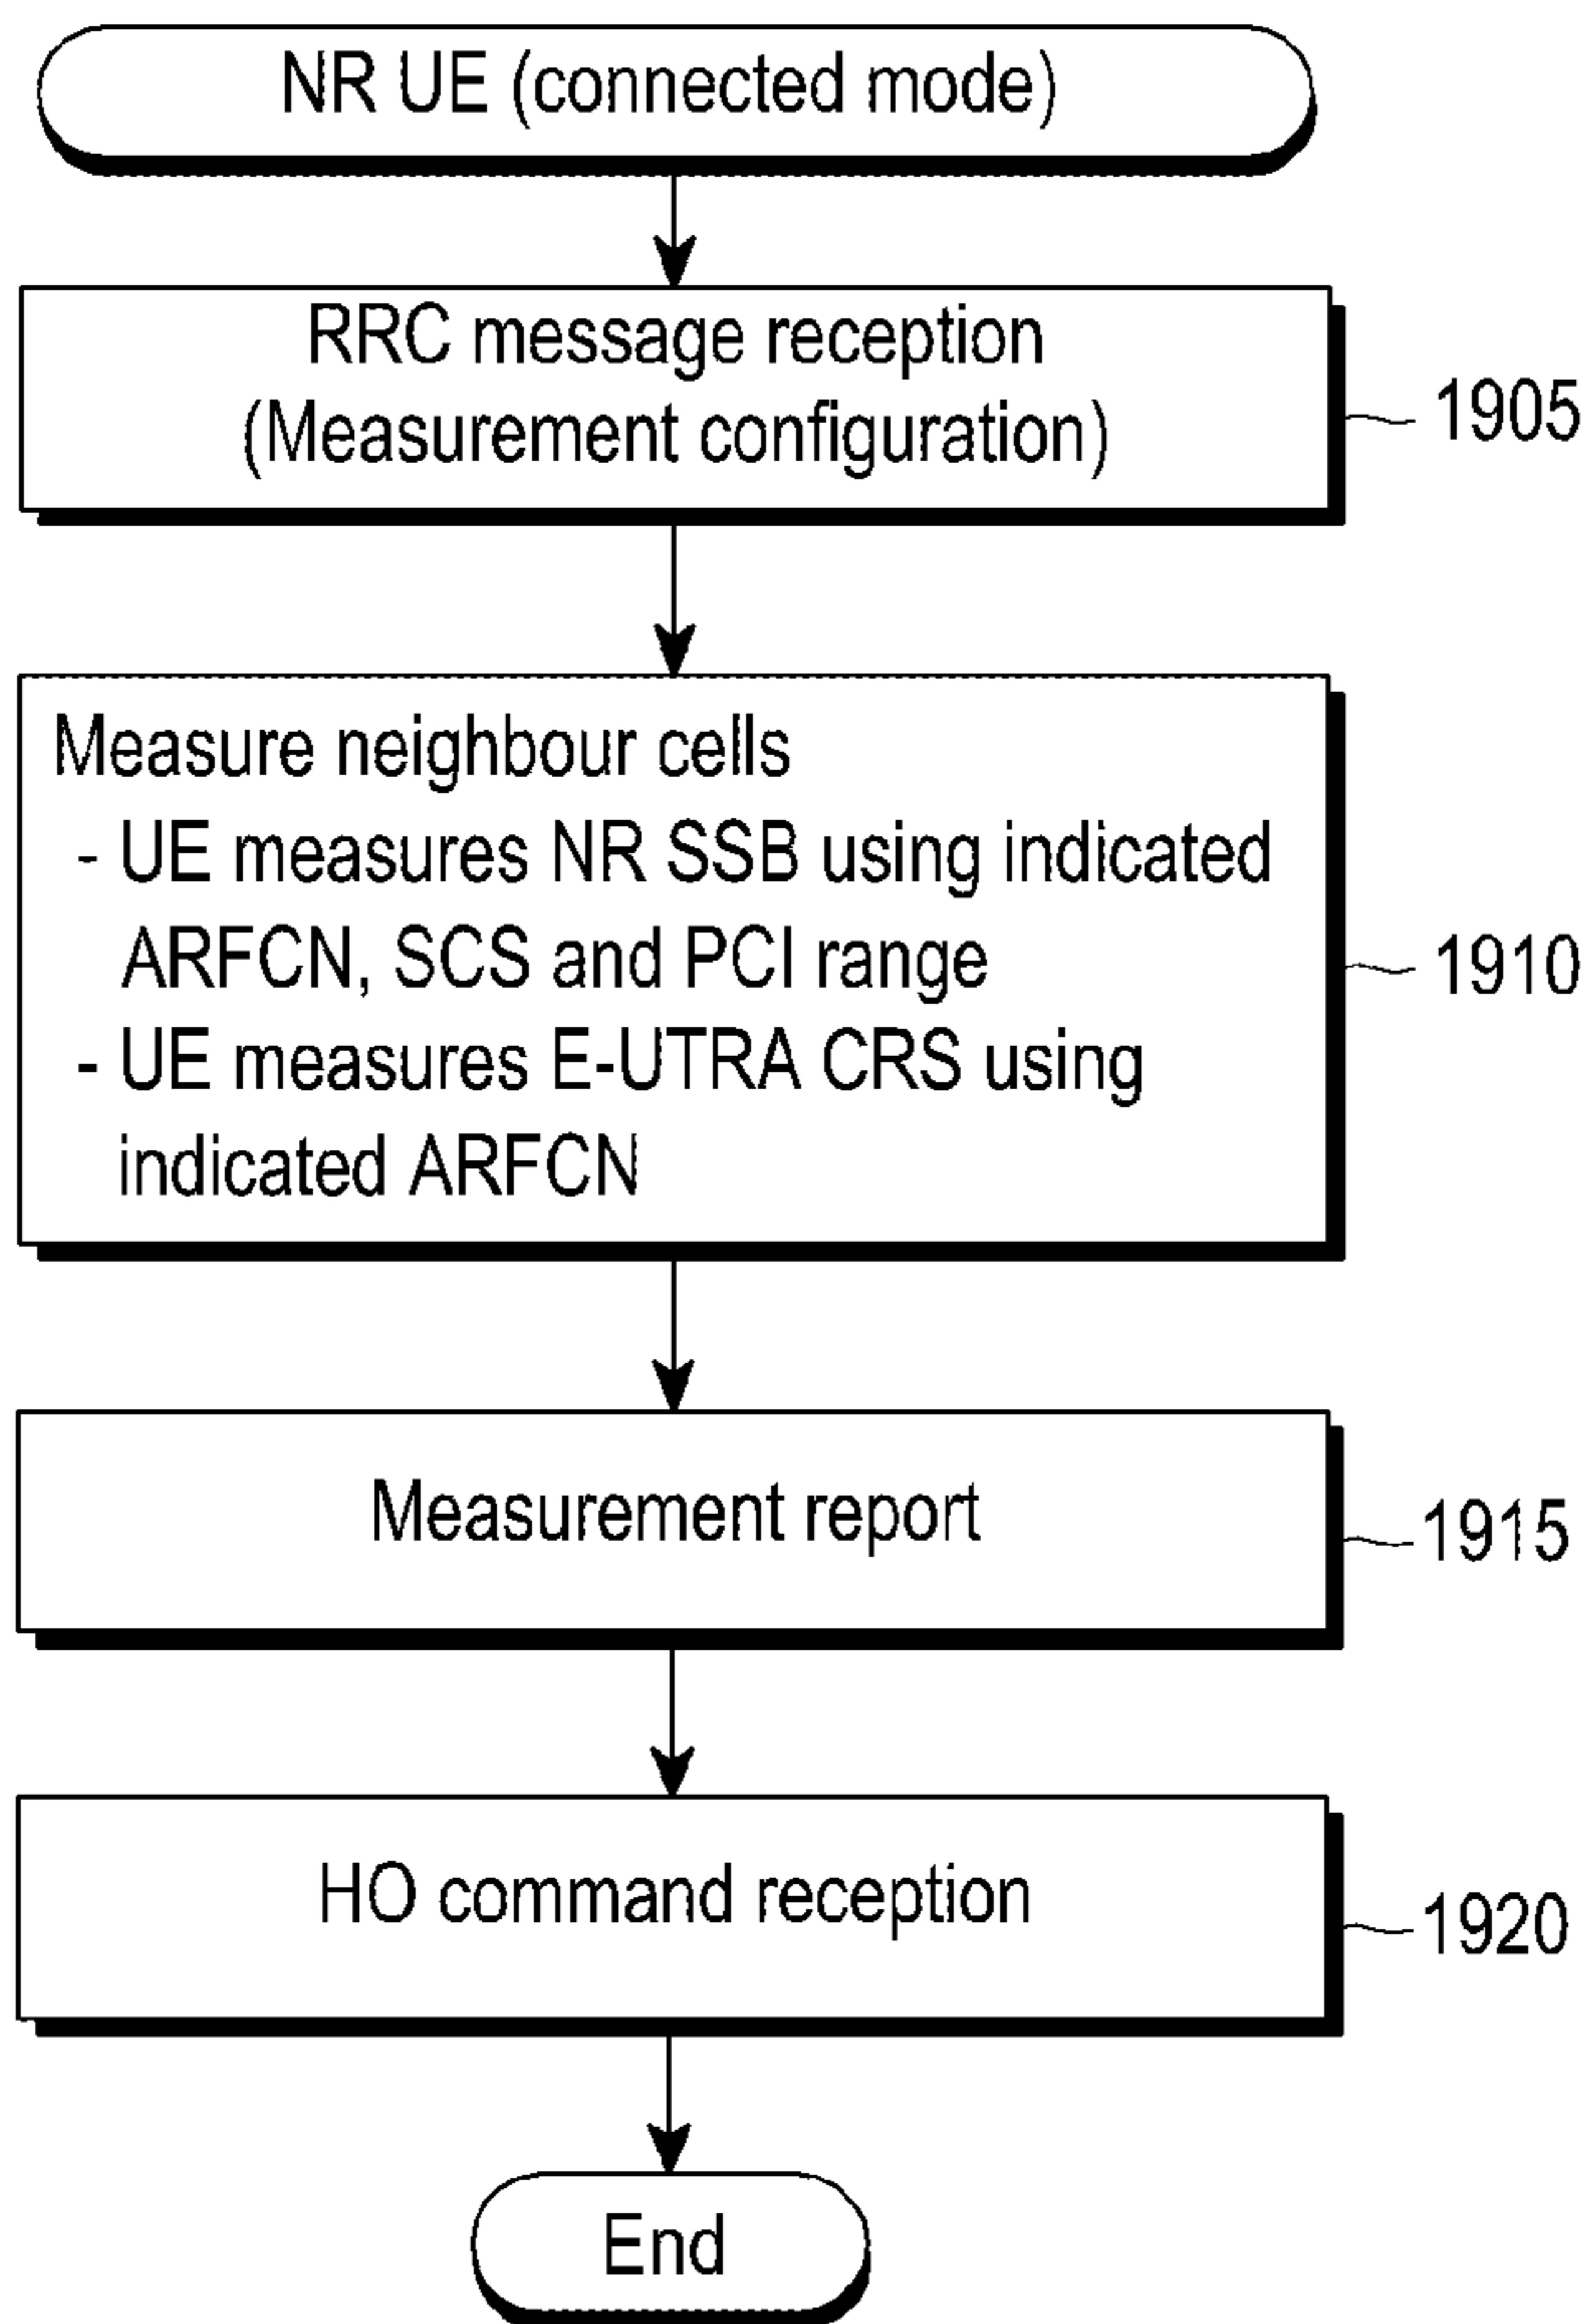 NR UE (connected mode)
RRC message reception
(Measurement configuration)
1905
Measure neighbour cells
- UE measures NR SSB using indicated
ARFCN, SCS and PCI range
- UE measures E-UTRA CRS using
indicated ARFCN
1910
Measurement report
1915
HO command reception
1920
End